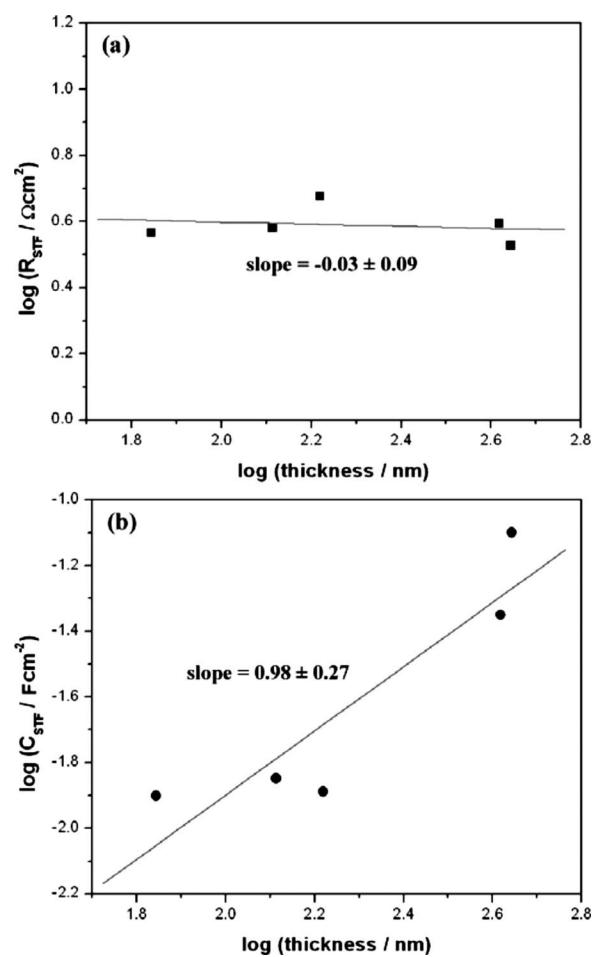 (a)
log (R_STF / Ωcm²)
1.2
1.0
0.8
0.6
0.4
0.2
0.0
slope = -0.03 ± 0.09
1.8 2.0 2.2 2.4 2.6 2.8
log (thickness / nm)
(b)
log (C_STF / Fcm⁻²)
-1.0
-1.2
-1.4
-1.6
-1.8
-2.0
-2.2
slope = 0.98 ± 0.27
1.8 2.0 2.2 2.4 2.6 2.8
log (thickness / nm)